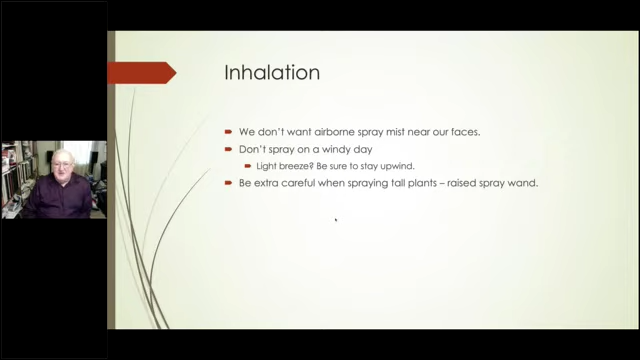 Inhalation
We don't want airborne spray mist near our faces.
Don't spray on a windy day
Light breeze? Be sure to stay upwind.
Be extra careful when spraying tall plants – raised spray wand.